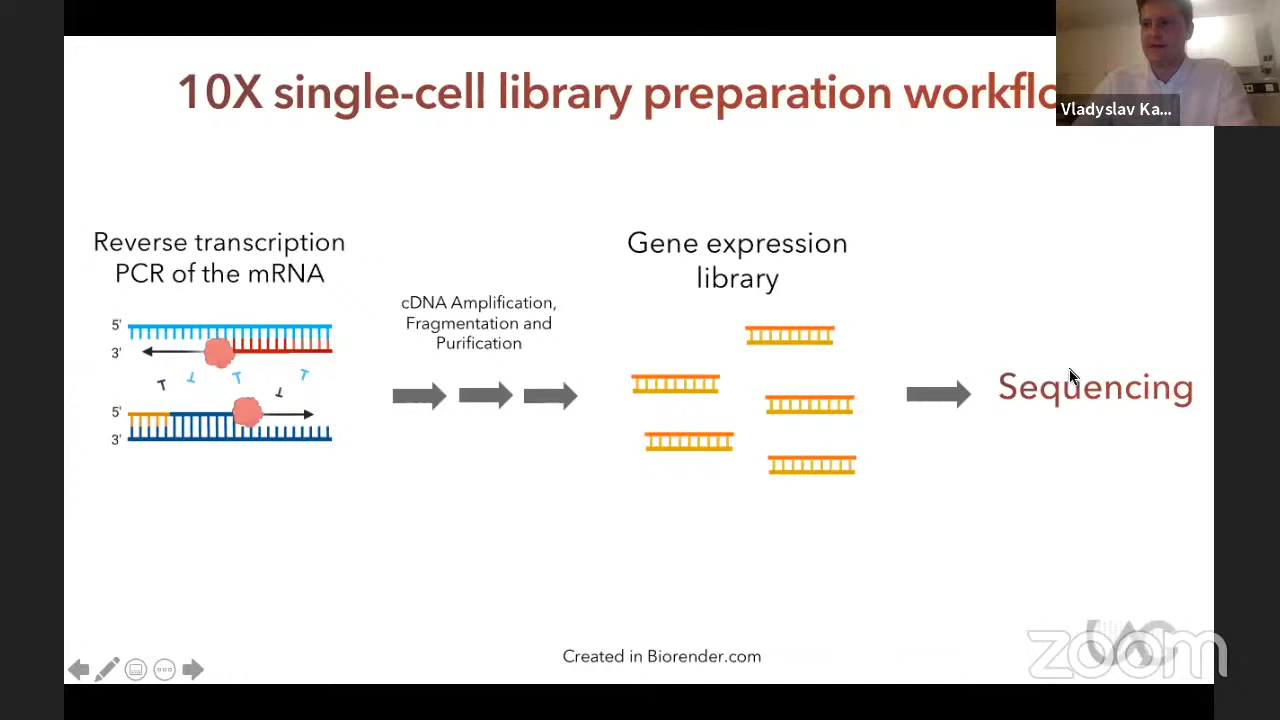 10X single-cell library preparation workflo
Vladyslav Ka...
Reverse transcription
PCR of the mRNA
5'
3'
5'
3'
cDNA Amplification,
Fragmentation and
Purification
Gene expression
library
Sequencing
Created in Biorender.com
zoom